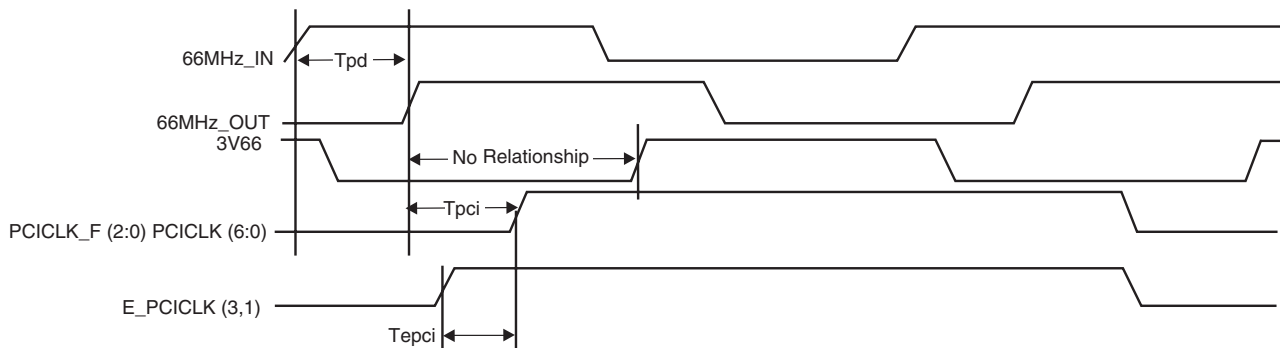 66MHz_IN
Tpd
66MHz_OUT
3V66
No Relationship
Tpci
PCICLK_F (2:0) PCICLK (6:0)
E_PCICLK (3,1)
Tepci